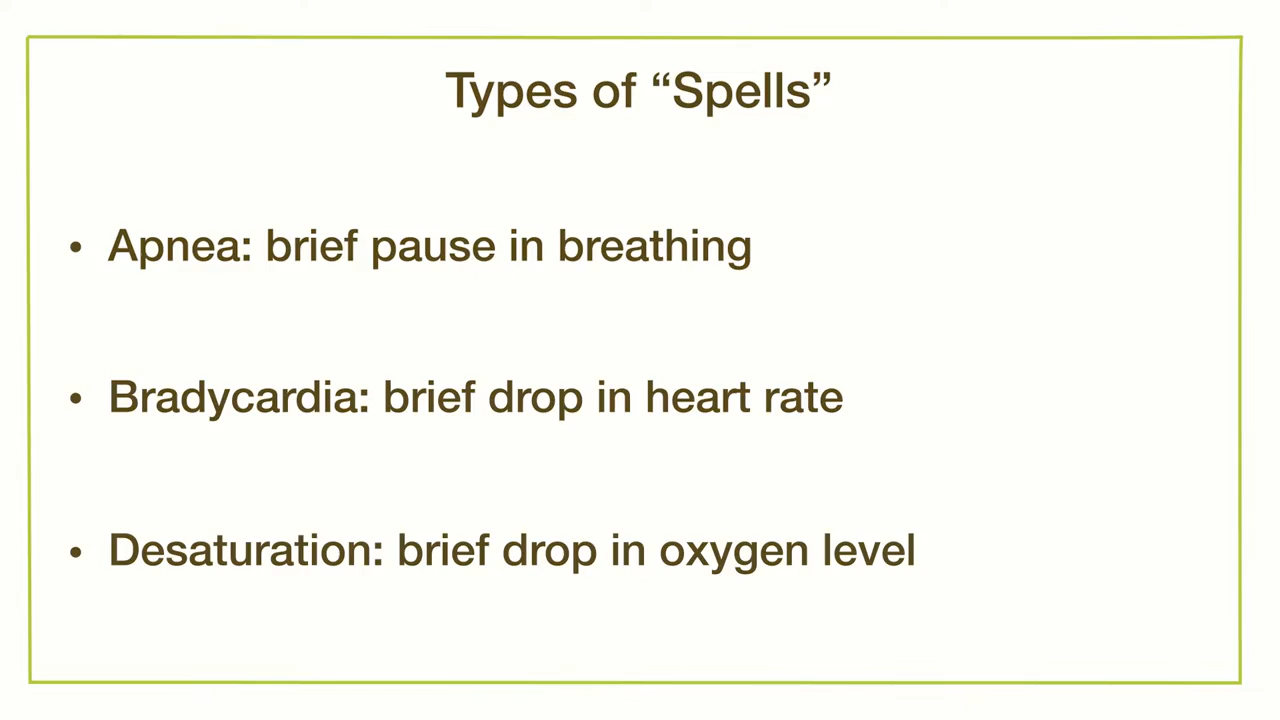 Types of “Spells”
• Apnea: brief pause in breathing
• Bradycardia: brief drop in heart rate
• Desaturation: brief drop in oxygen level